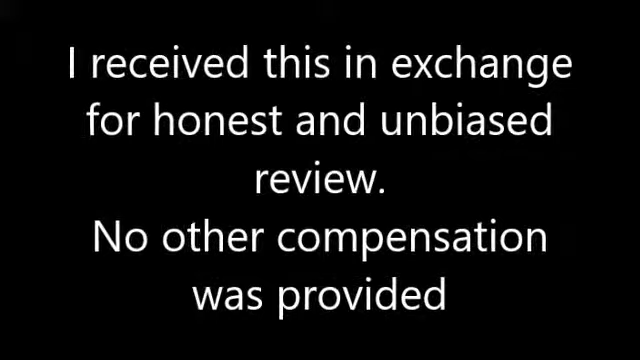 I received this in exchange
for honest and unbiased
review.
No other compensation
was provided